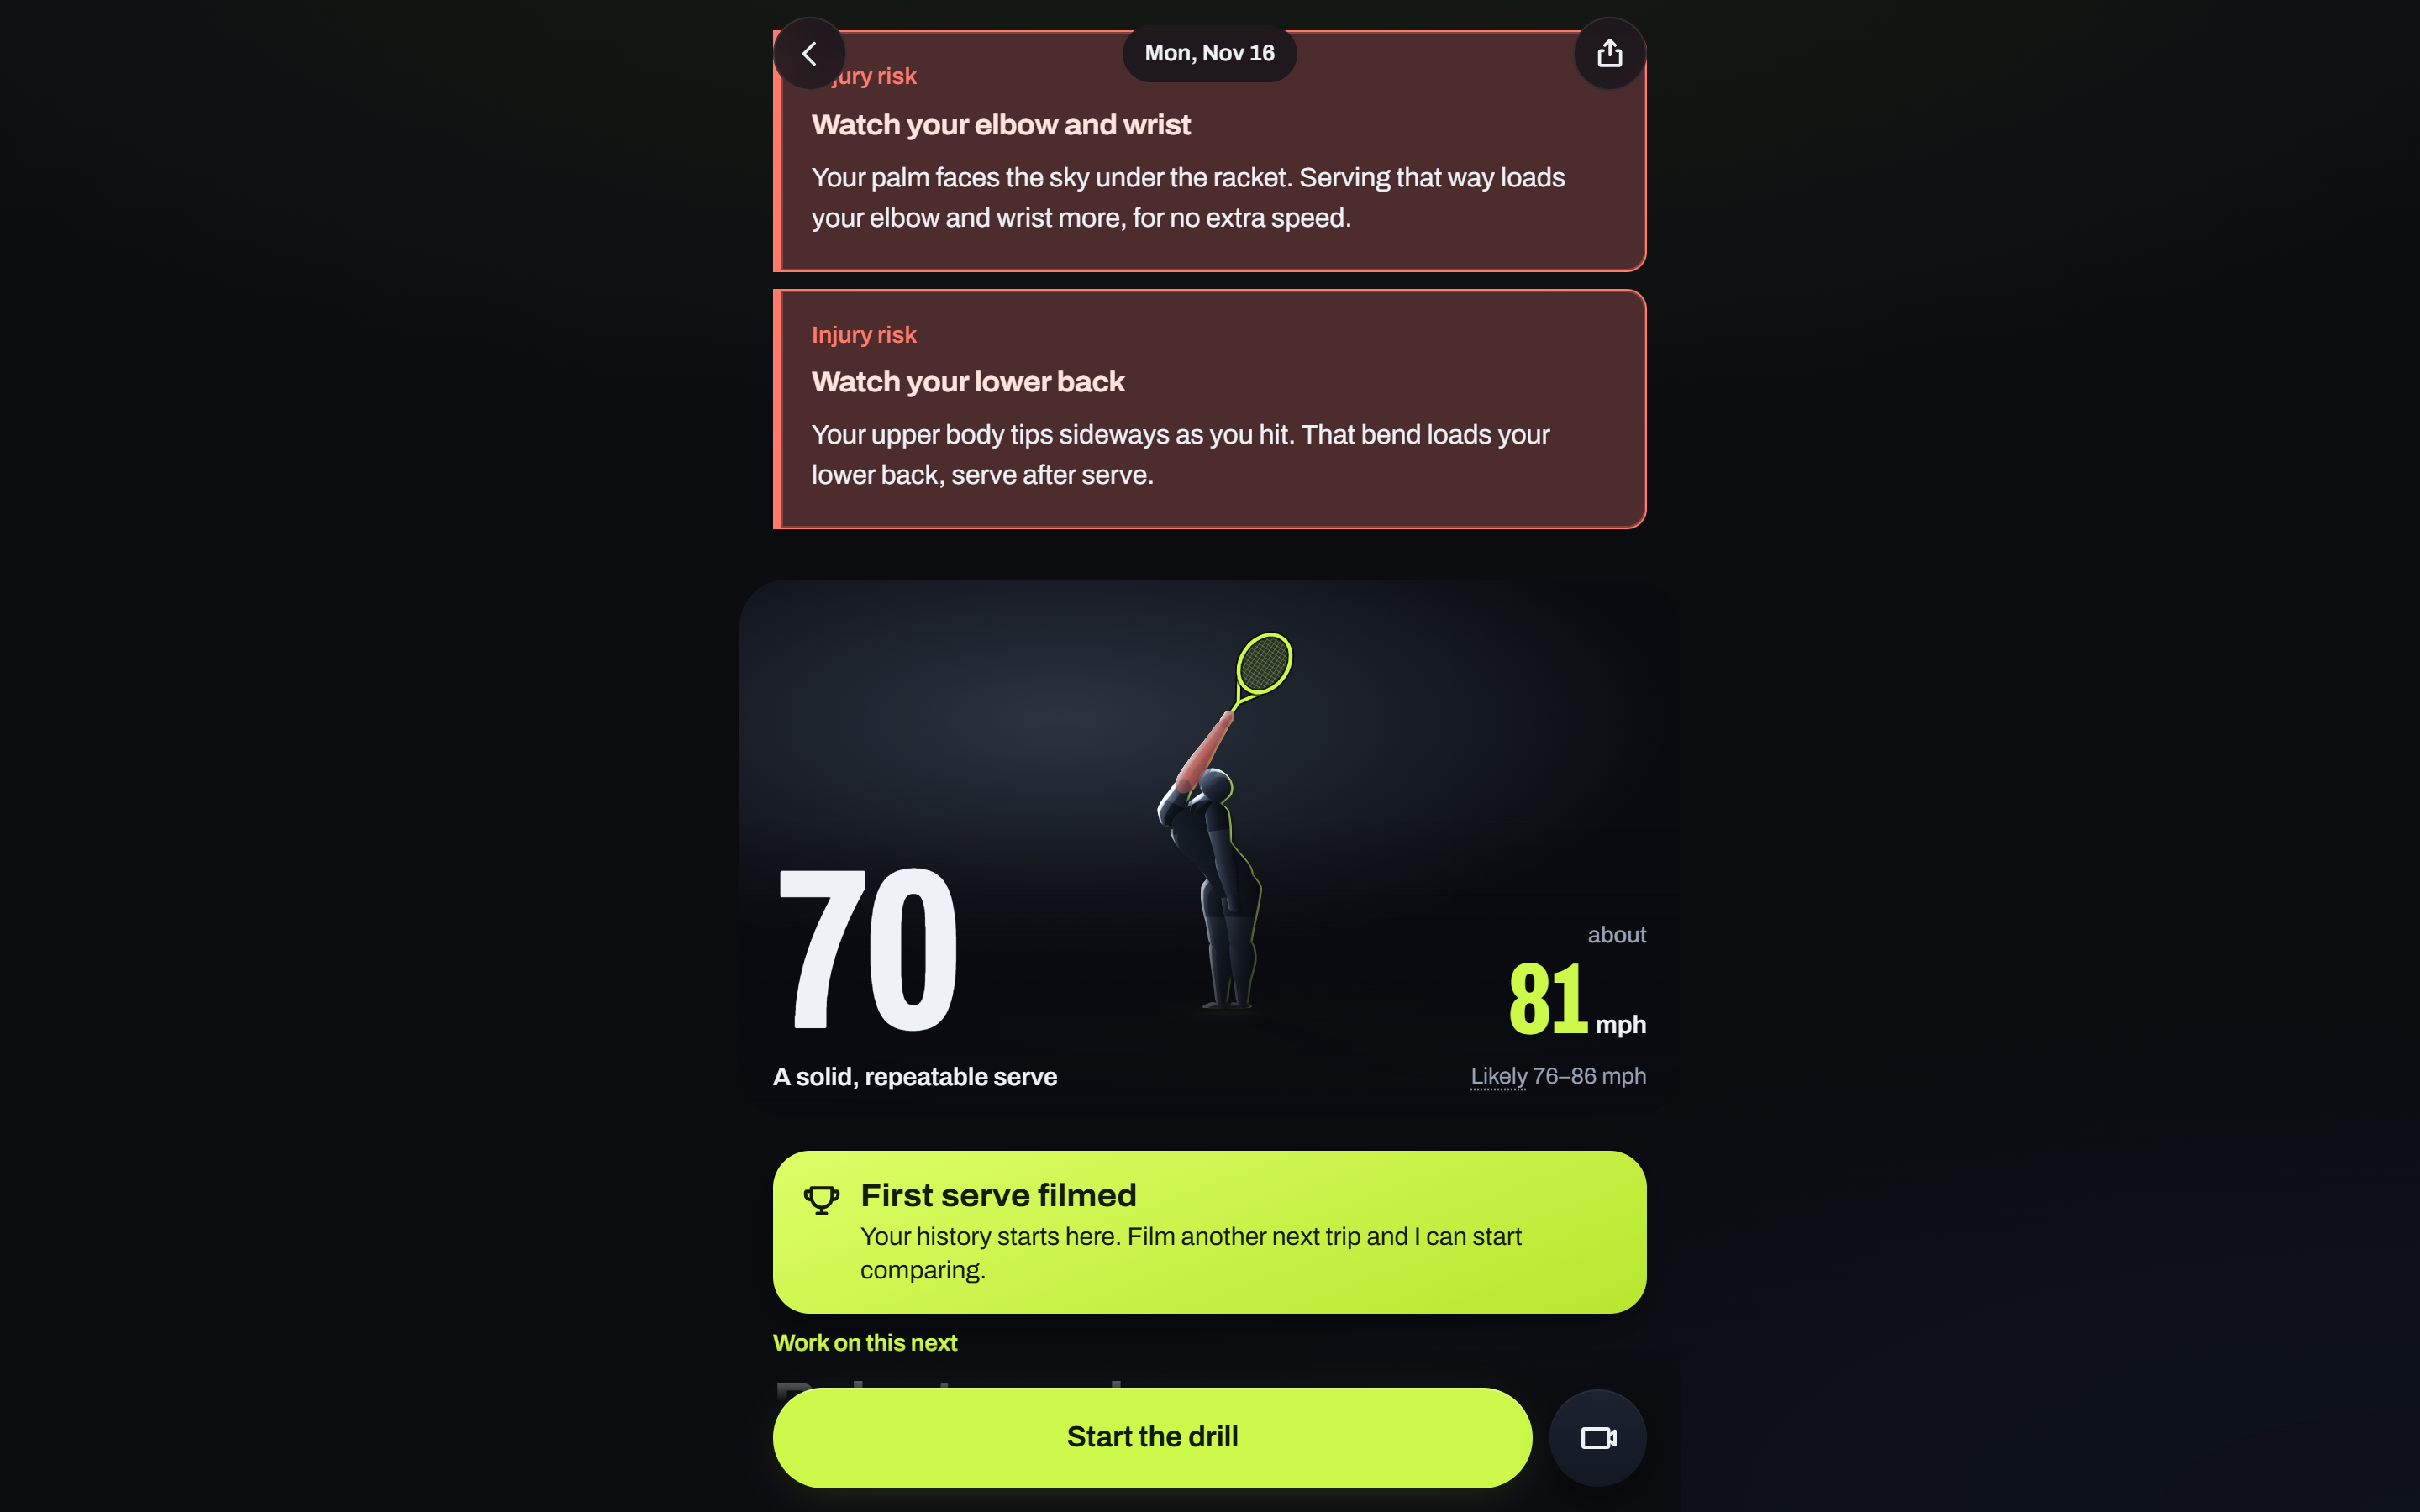 Mon, Nov 16
Injury risk
Watch your elbow and wrist
Your palm faces the sky under the racket. Serving that way loads
your elbow and wrist more, for no extra speed.
Injury risk
Watch your lower back
Your upper body tips sideways as you hit. That bend loads your
lower back, serve after serve.
70
A solid, repeatable serve
about
81 mph
Likely 76–86 mph
First serve filmed
Your history starts here. Film another next trip and I can start
comparing.
Work on this next
Start the drill